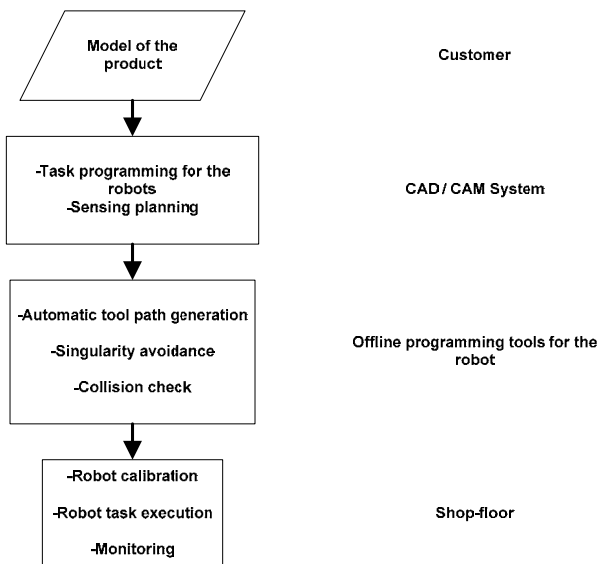 Model of the
product
Customer
-Task programming for the
robots
-Sensing planning
CAD / CAM System
-Automatic tool path generation
-Singularity avoidance
-Collision check
Offline programming tools for the
robot
-Robot calibration
-Robot task execution
-Monitoring
Shop-floor